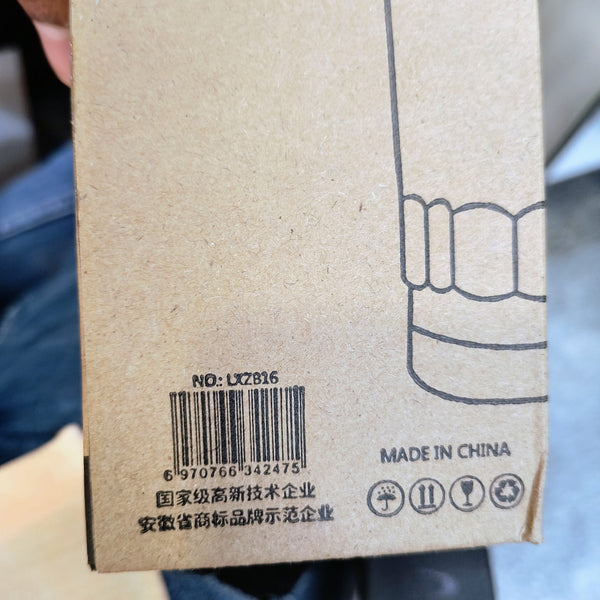 NO.: LXZB16
6 970766 342475
国家级高新技术企业
安徽省商标品牌示范企业
MADE IN CHINA